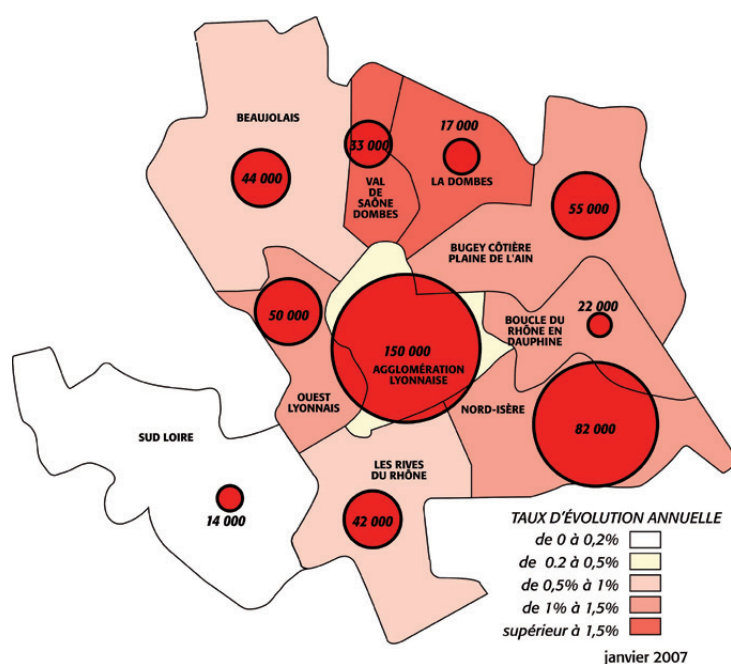 BEAUJOLAIS
44 000
33 000
VAL
DE
SAÔNE
DOMBES
17 000
LA DOMBES
55 000
BUGEY CÔTIÈRE
PLAINE DE L'AIN
50 000
OUEST
LYONNAIS
150 000
AGGLOMÉRATION
LYONNAISE
22 000
BOUCLE DU
RHÔNE EN
DAUPHINE
NORD-ISÈRE
82 000
SUD LOIRE
14 000
LES RIVES
DU RHÔNE
42 000
TAUX D'ÉVOLUTION ANNUELLE
de 0 à 0,2%
de 0.2 à 0,5%
de 0,5% à 1%
de 1% à 1,5%
supérieur à 1,5%
janvier 2007